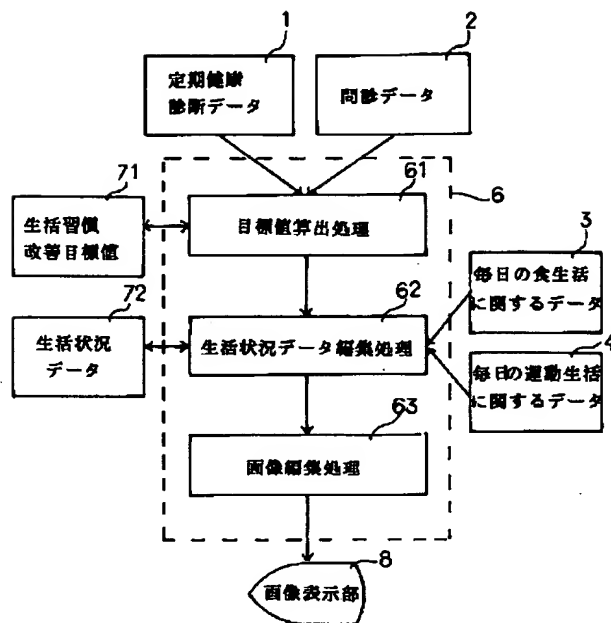 1
2
定期健康
診断データ
問診データ
71
61
6
生活習慣
改善目標値
目標値算出処理
3
毎日の食生活
に関するデータ
72
62
生活状況
データ
生活状況データ編集処理
4
毎日の運動生活
に関するデータ
63
画像編集処理
8
画像表示部